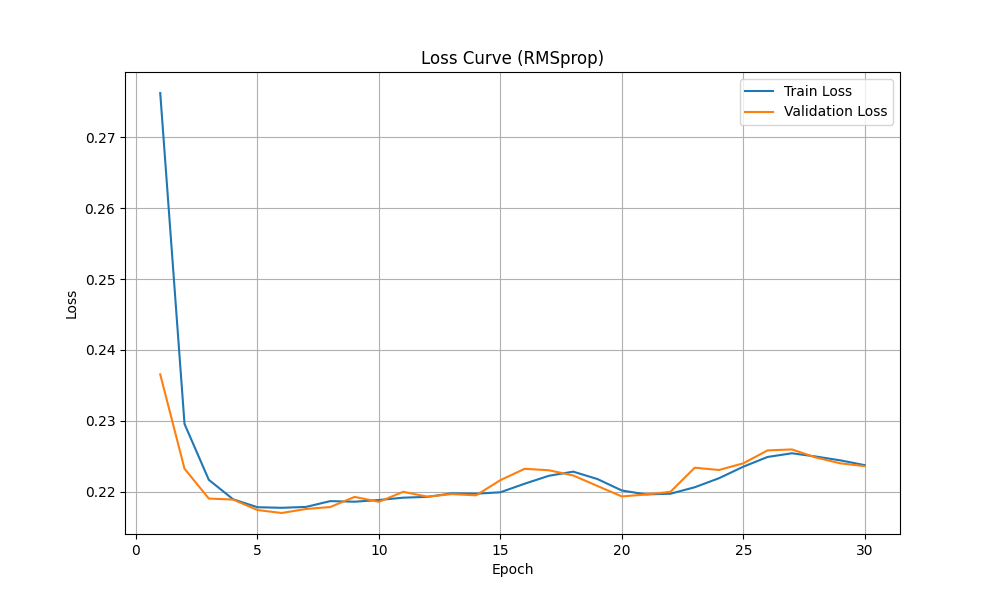 Loss Curve (RMSprop)
Train Loss
Validation Loss
0.27
0.26
0.25
0.24
0.23
0.22
Loss
0 5 10 15 20 25 30
Epoch